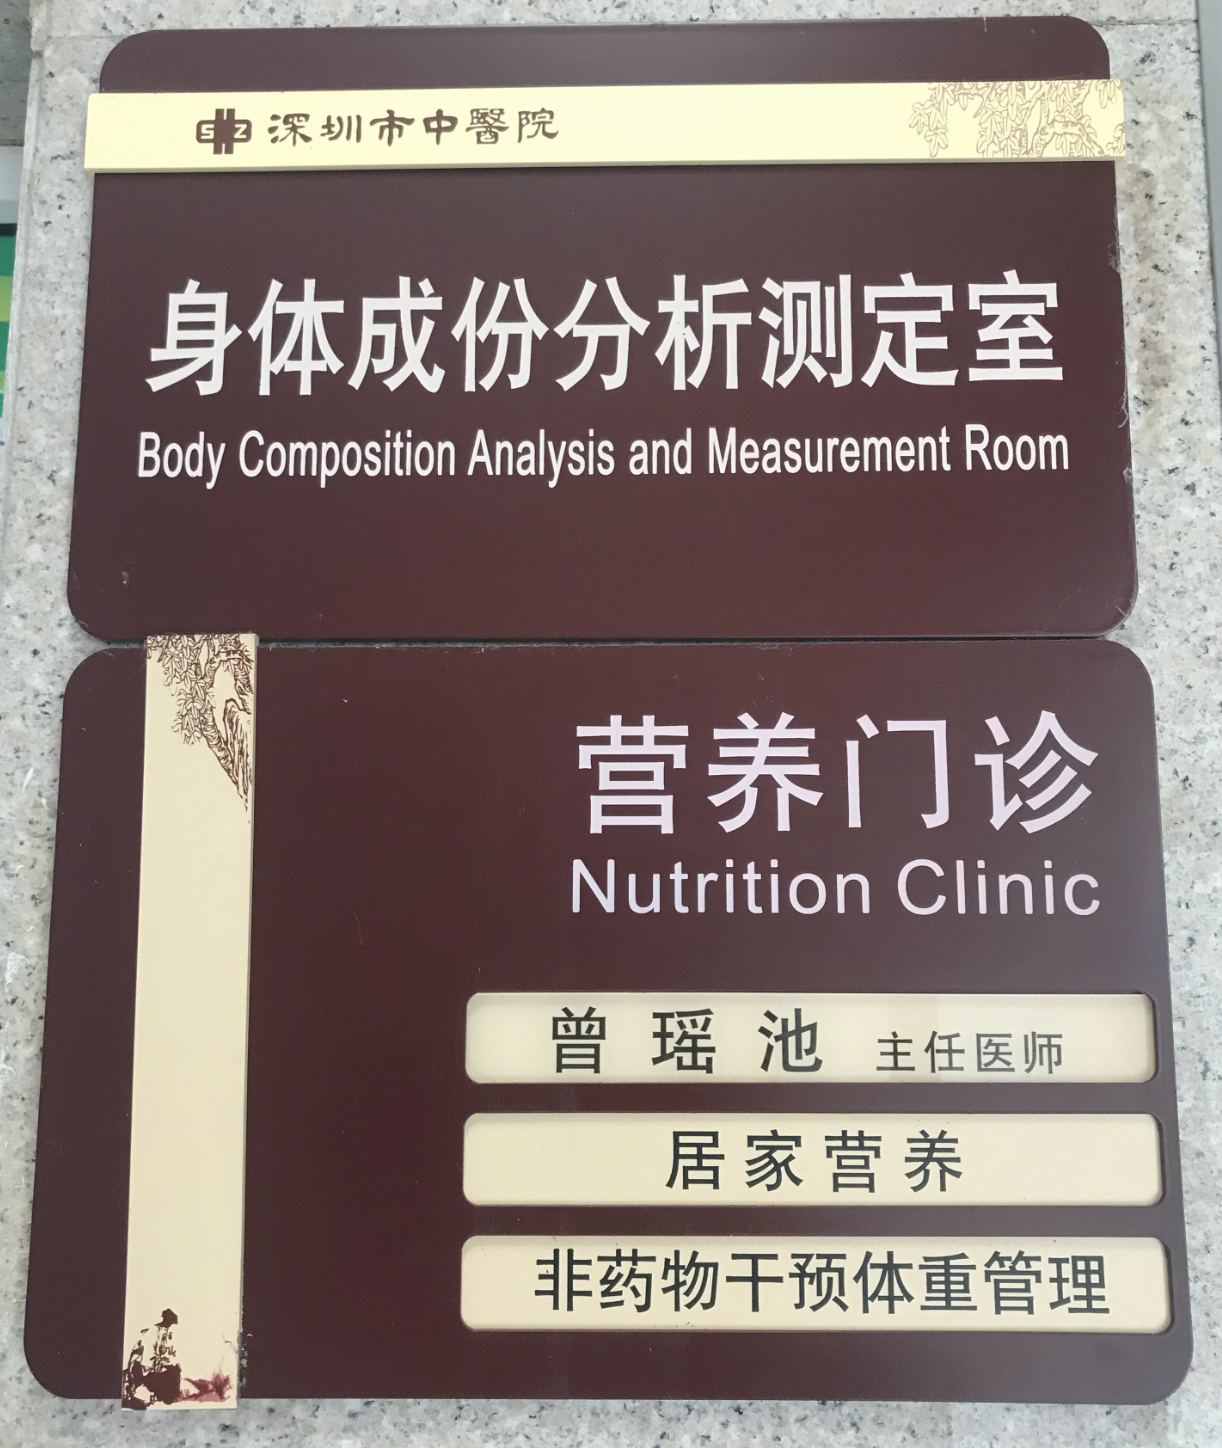 SZ 深圳市中醫院
身体成份分析测定室
Body Composition Analysis and Measurement Room
营养门诊
Nutrition Clinic
曾瑶池 主任医师
居家营养
非药物干预体重管理